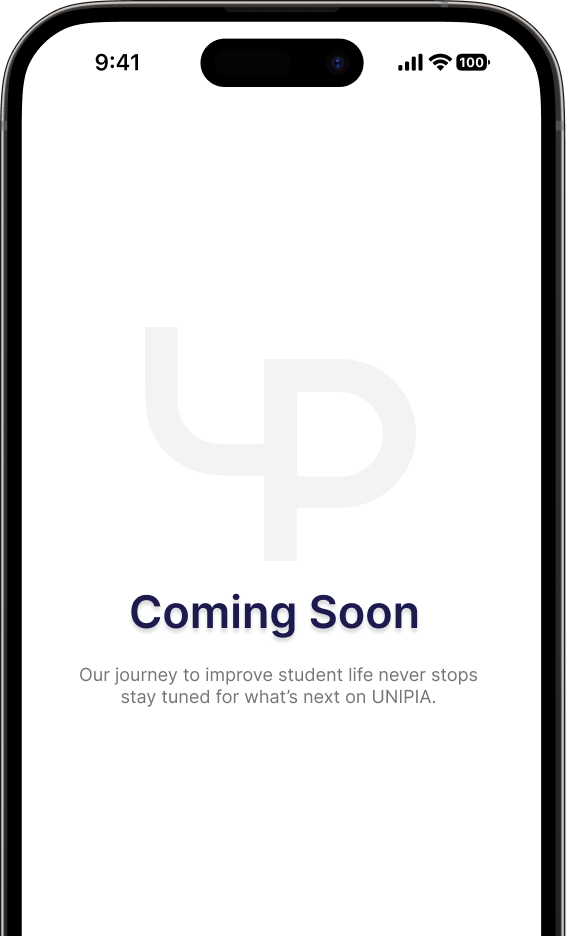 9:41
100
Coming Soon
Our journey to improve student life never stops
stay tuned for what’s next on UNIPIA.